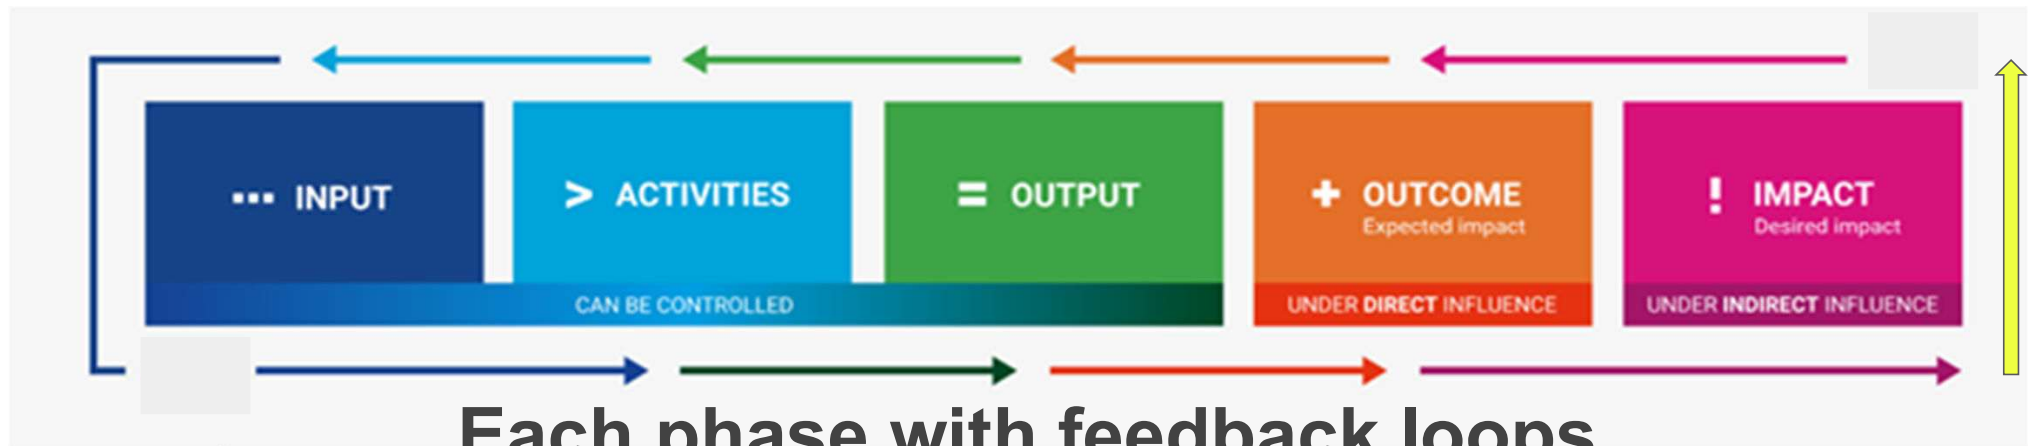 INPUT
> ACTIVITIES
= OUTPUT
+ OUTCOME
Expected impact
! IMPACT
Desired impact
CAN BE CONTROLLED
UNDER DIRECT INFLUENCE
UNDER INDIRECT INFLUENCE
Each phase with feedback loops